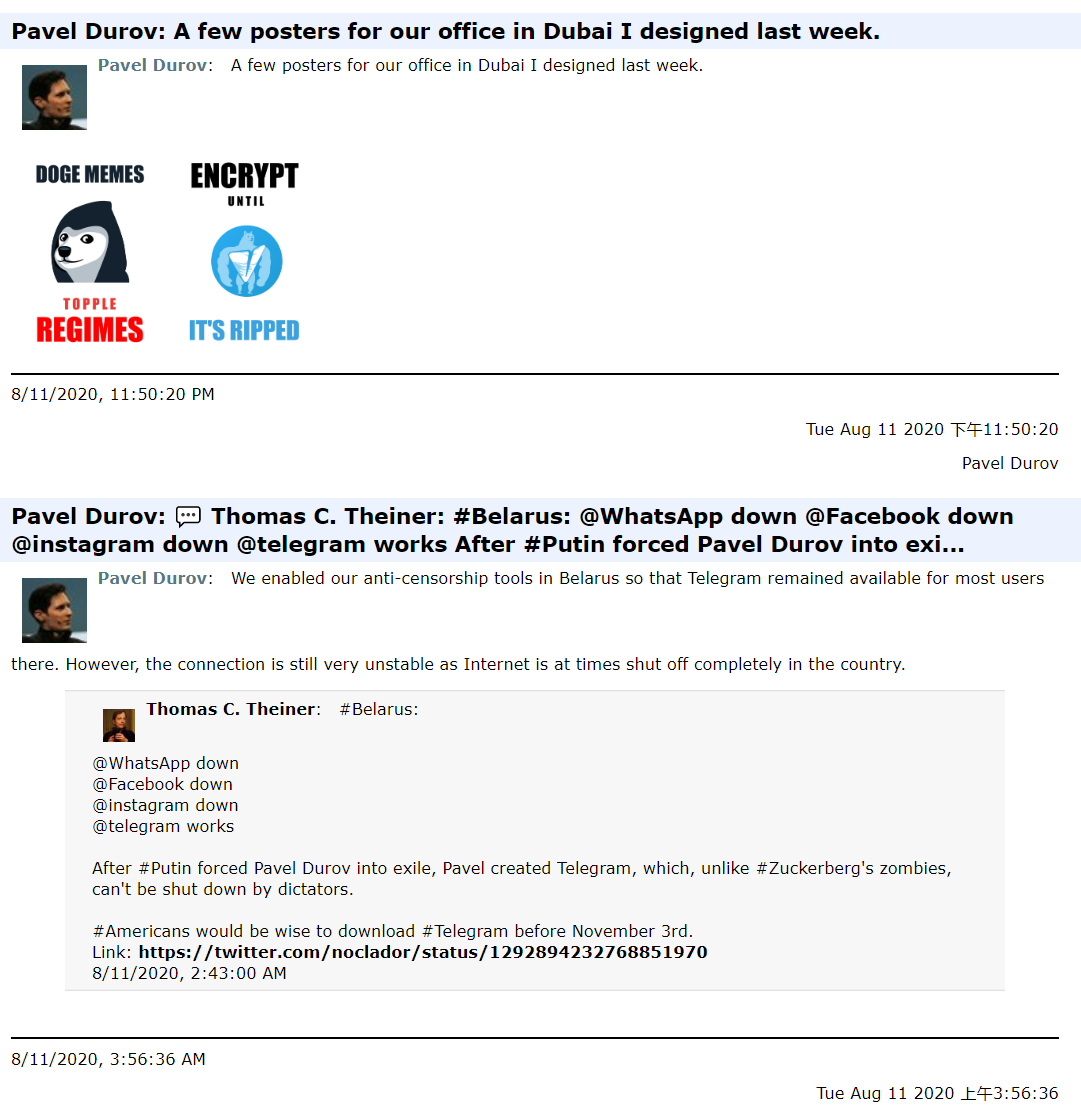 Pavel Durov: A few posters for our office in Dubai I designed last week.
Pavel Durov: A few posters for our office in Dubai I designed last week.
DOGE MEMES
TOPPLE
REGIMES
ENCRYPT
UNTIL
IT'S RIPPED
8/11/2020, 11:50:20 PM
Tue Aug 11 2020 下午11:50:20
Pavel Durov
Pavel Durov: 💬 Thomas C. Theiner: #Belarus: @WhatsApp down @Facebook down
@instagram down @telegram works After #Putin forced Pavel Durov into exi...
Pavel Durov: We enabled our anti-censorship tools in Belarus so that Telegram remained available for most users
there. However, the connection is still very unstable as Internet is at times shut off completely in the country.
Thomas C. Theiner: #Belarus:
@WhatsApp down
@Facebook down
@instagram down
@telegram works
After #Putin forced Pavel Durov into exile, Pavel created Telegram, which, unlike #Zuckerberg's zombies,
can't be shut down by dictators.
#Americans would be wise to download #Telegram before November 3rd.
Link: https://twitter.com/noclador/status/1292894232768851970
8/11/2020, 2:43:00 AM
8/11/2020, 3:56:36 AM
Tue Aug 11 2020 上午3:56:36